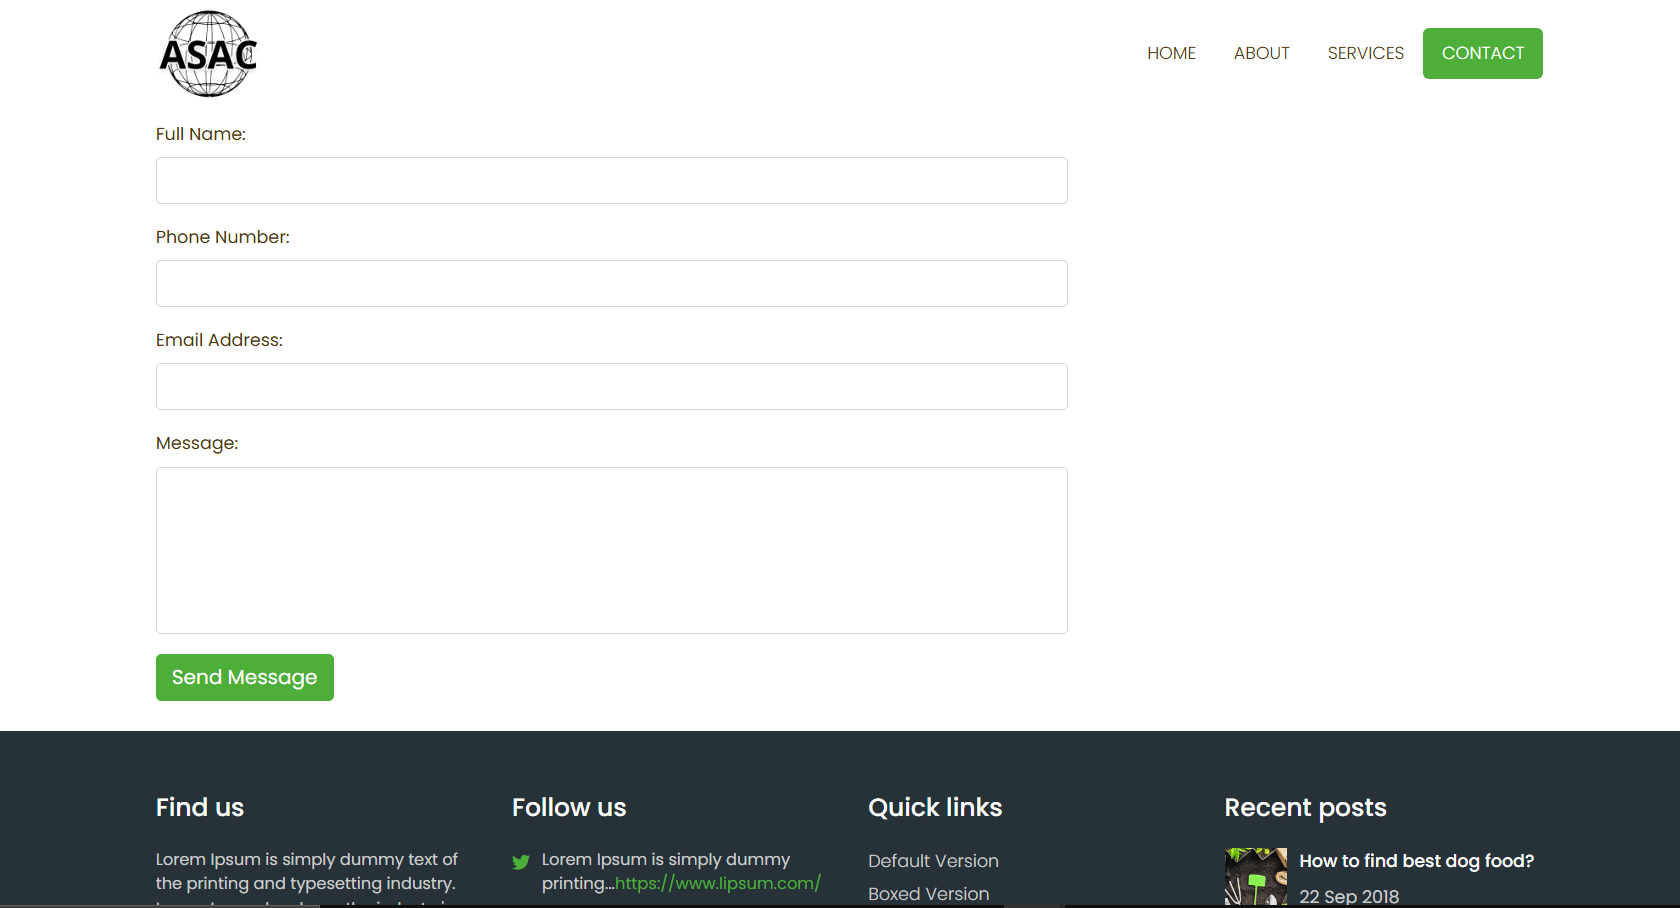 ASAC
HOME ABOUT SERVICES CONTACT
Full Name:
Phone Number:
Email Address:
Message:
Send Message
Find us
Lorem Ipsum is simply dummy text of
the printing and typesetting industry.
Follow us
Lorem Ipsum is simply dummy
printing...https://www.lipsum.com/
Quick links
Default Version
Boxed Version
Recent posts
How to find best dog food?
22 Sep 2018